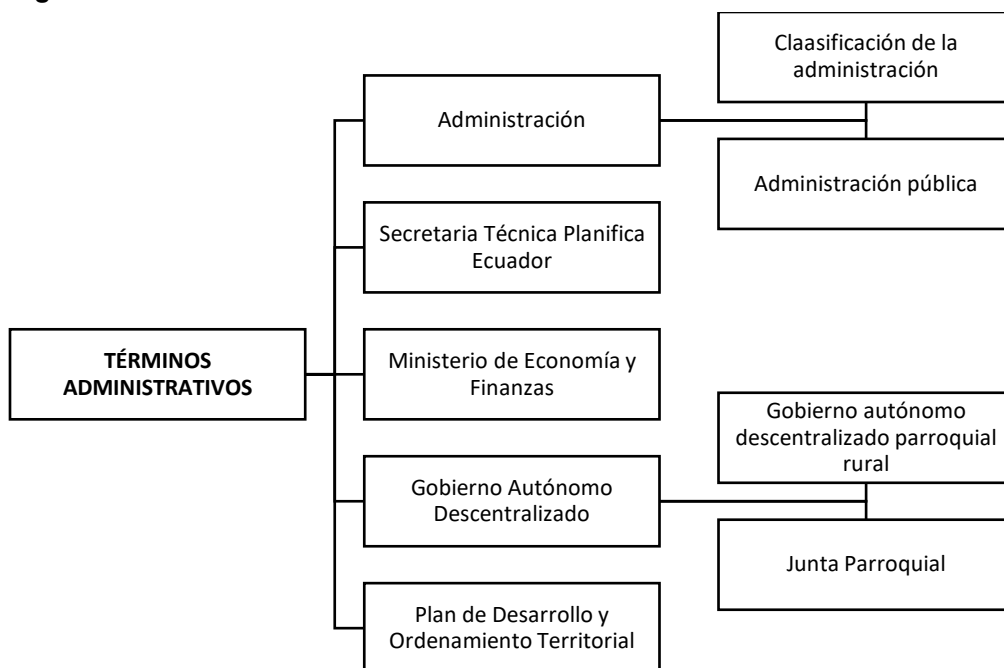 Claasificación de la
administración
Administración
Administración pública
Secretaria Técnica Planifica
Ecuador
TÉRMINOS
ADMINISTRATIVOS
Ministerio de Economía y
Finanzas
Gobierno autónomo
descentralizado parroquial
rural
Gobierno Autónomo
Descentralizado
Junta Parroquial
Plan de Desarrollo y
Ordenamiento Territorial